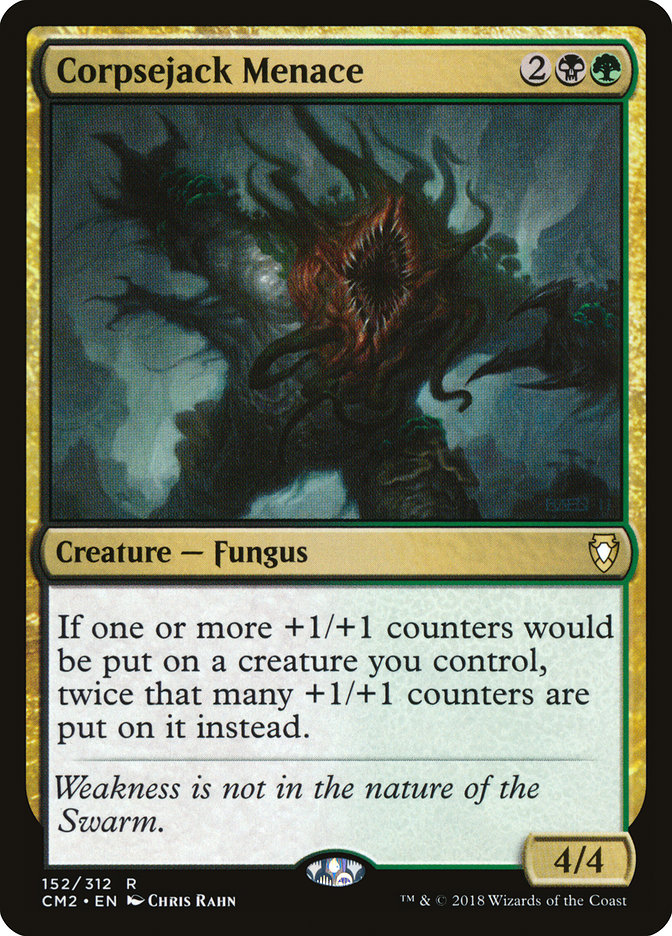 Corpsejack Menace 2
Creature — Fungus
If one or more +1/+1 counters would
be put on a creature you control,
twice that many +1/+1 counters are
put on it instead.
Weakness is not in the nature of the
Swarm.
4/4
152/312 R
CM2 • EN Chris Rahn
™ & © 2018 Wizards of the Coast